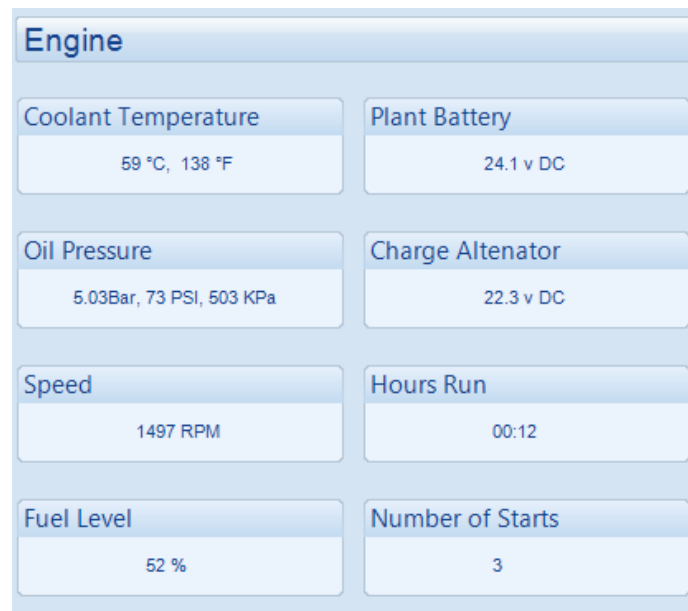 Engine
Coolant Temperature
59 °C, 138 °F
Plant Battery
24.1 v DC
Oil Pressure
5.03Bar, 73 PSI, 503 KPa
Charge Altenator
22.3 v DC
Speed
1497 RPM
Hours Run
00:12
Fuel Level
52 %
Number of Starts
3